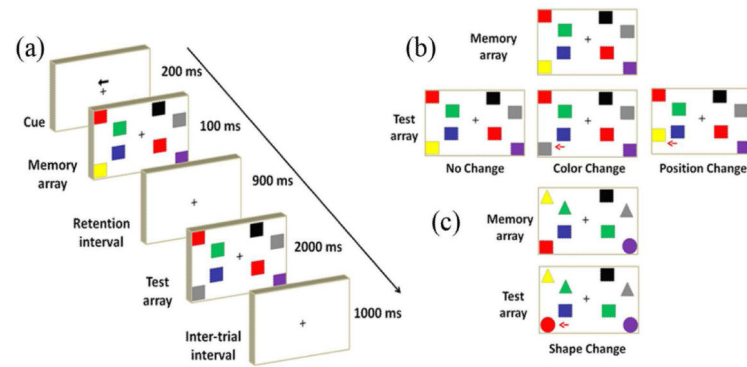 (a)
200 ms
Cue
100 ms
Memory
array
900 ms
Retention
interval
2000 ms
Test
array
1000 ms
Inter-trial
interval
(b)
Memory
array
Test
array
No Change
Color Change
Position Change
(c)
Memory
array
Test
array
Shape Change